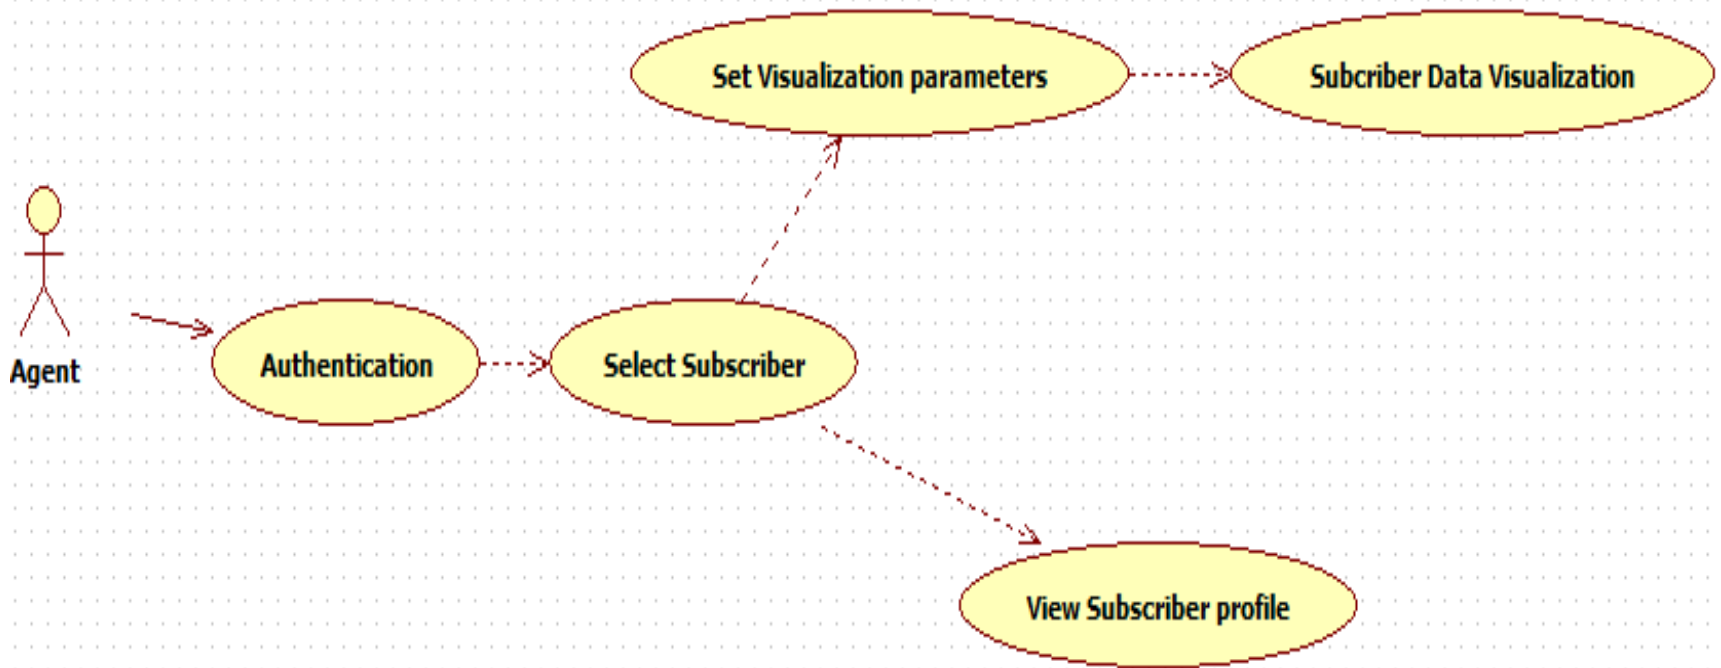 Set Visualization parameters
Subcriber Data Visualization
Agent
Authentication
Select Subscriber
View Subscriber profile